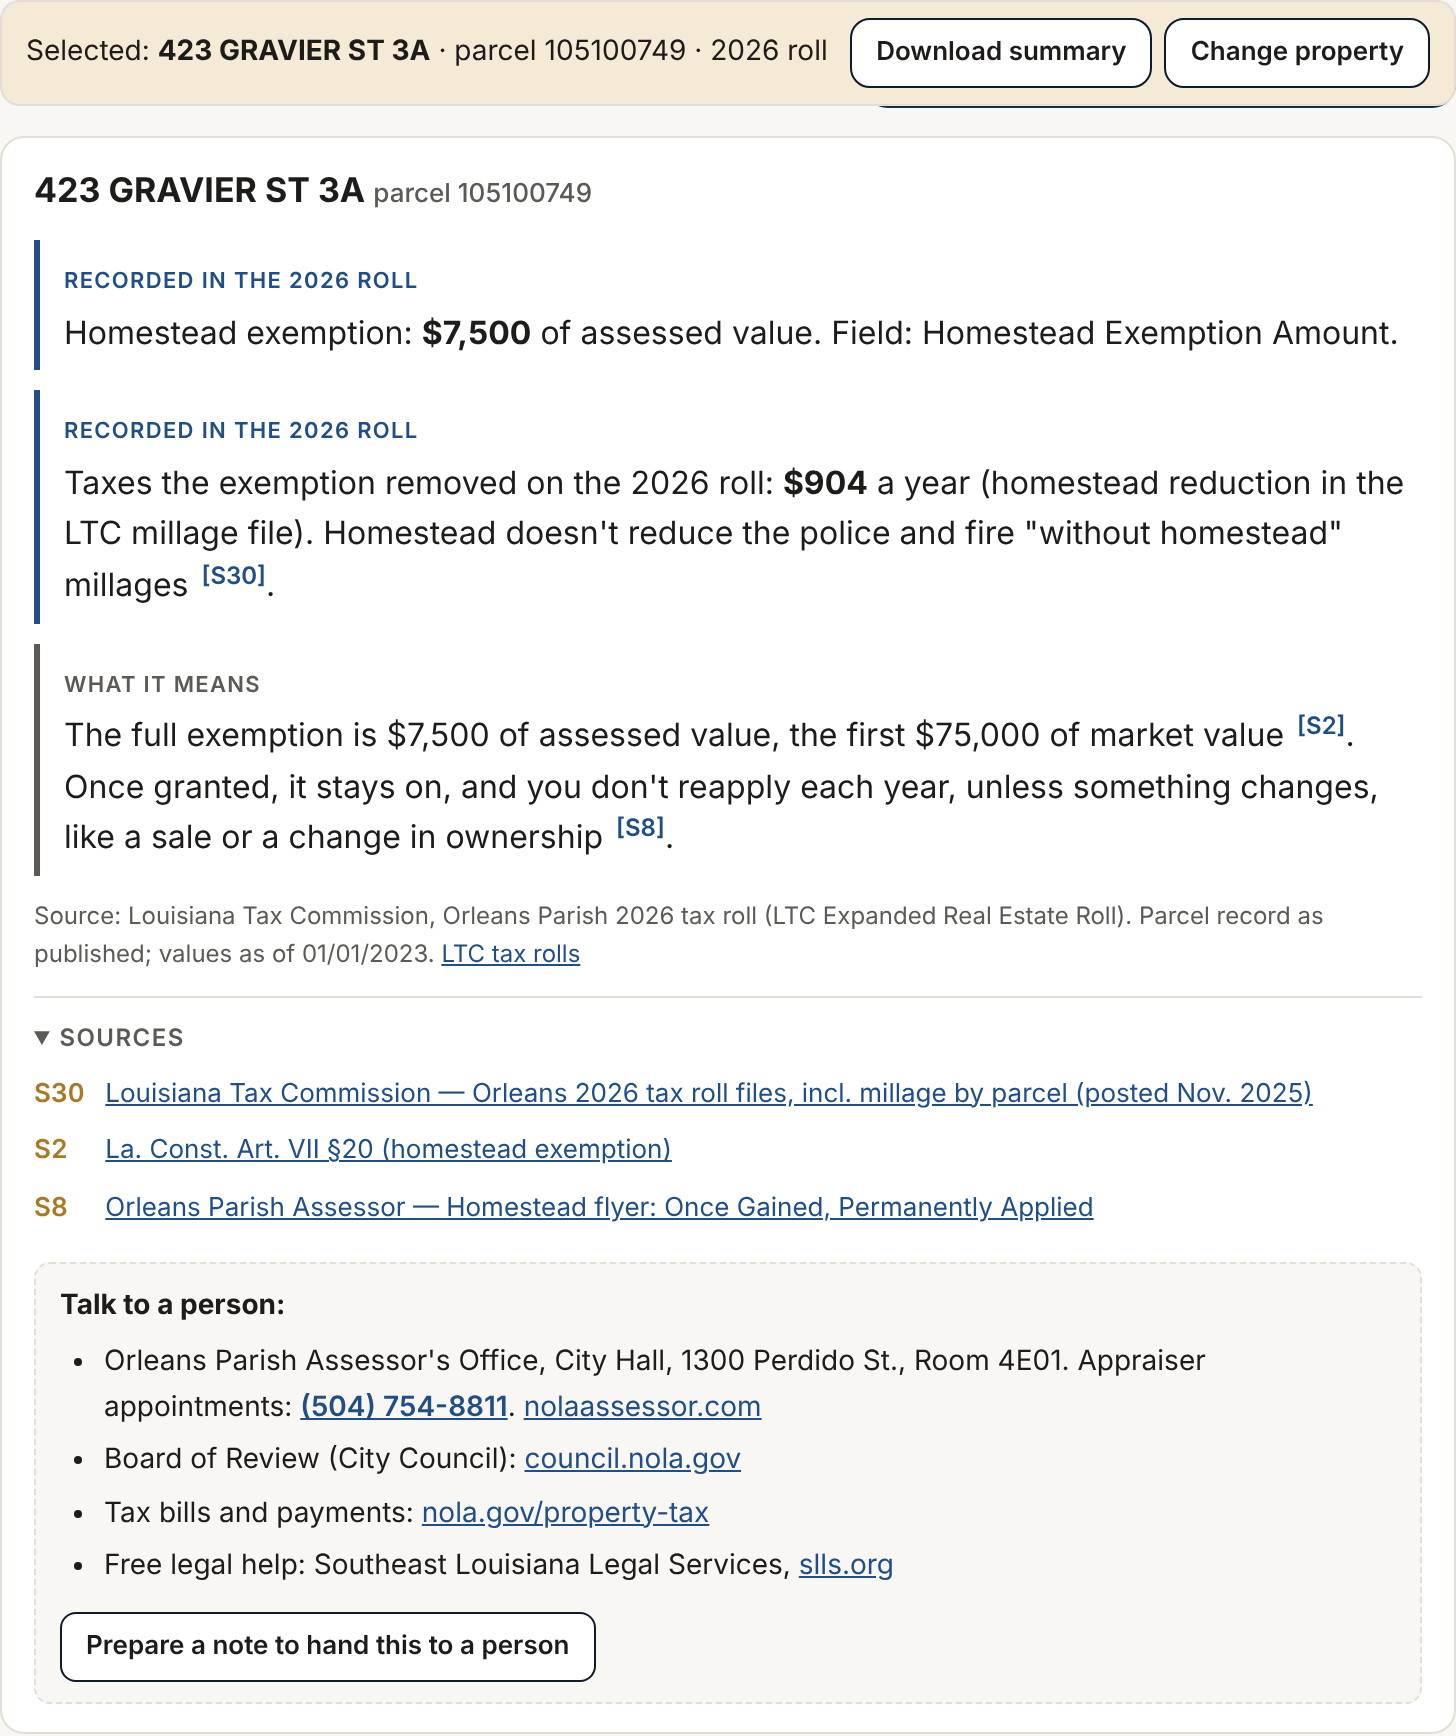 Selected: 423 GRAVIER ST 3A · parcel 105100749 · 2026 roll
Download summary
Change property
423 GRAVIER ST 3A parcel 105100749
RECORDED IN THE 2026 ROLL
Homestead exemption: $7,500 of assessed value. Field: Homestead Exemption Amount.
RECORDED IN THE 2026 ROLL
Taxes the exemption removed on the 2026 roll: $904 a year (homestead reduction in the
LTC millage file). Homestead doesn't reduce the police and fire "without homestead"
millages [S30].
WHAT IT MEANS
The full exemption is $7,500 of assessed value, the first $75,000 of market value [S2].
Once granted, it stays on, and you don't reapply each year, unless something changes,
like a sale or a change in ownership [S8].
Source: Louisiana Tax Commission, Orleans Parish 2026 tax roll (LTC Expanded Real Estate Roll). Parcel record as
published; values as of 01/01/2023. LTC tax rolls
▼ SOURCES
S30 Louisiana Tax Commission — Orleans 2026 tax roll files, incl. millage by parcel (posted Nov. 2025)
S2 La. Const. Art. VII §20 (homestead exemption)
S8 Orleans Parish Assessor — Homestead flyer: Once Gained, Permanently Applied
Talk to a person:
• Orleans Parish Assessor's Office, City Hall, 1300 Perdido St., Room 4E01. Appraiser
appointments: (504) 754-8811. nolaassessor.com
• Board of Review (City Council): council.nola.gov
• Tax bills and payments: nola.gov/property-tax
• Free legal help: Southeast Louisiana Legal Services, slls.org
Prepare a note to hand this to a person